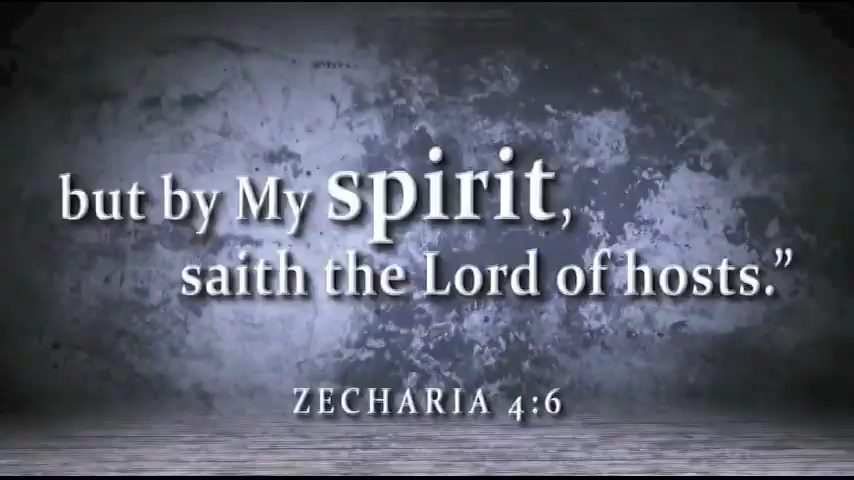 but by My spirit,
saith the Lord of hosts.”
ZECHARIA 4:6